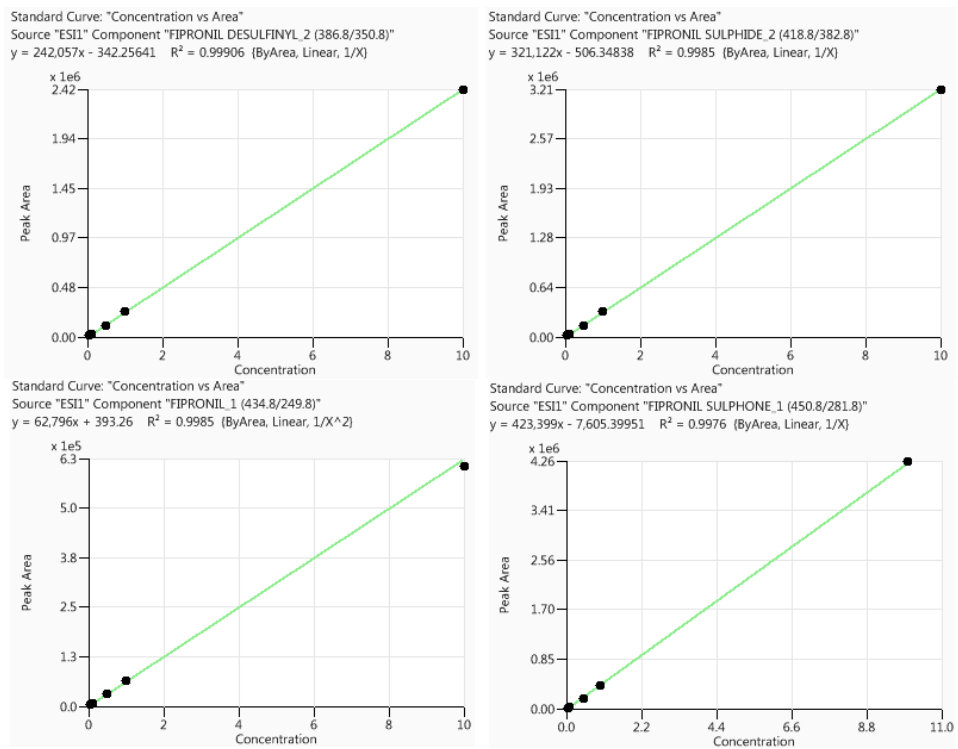 Standard Curve: "Concentration vs Area"
Source "ESI1" Component "FIPRONIL DESULFINYL_2 (386.8/350.8)"
y = 242,057x - 342.25641 R² = 0.99906 {ByArea, Linear, 1/X}
x 1e6
2.42
1.94
1.45
0.97
0.48
0.00
Peak Area
0 2 4 6 8 10
Concentration
Standard Curve: "Concentration vs Area"
Source "ESI1" Component "FIPRONIL SULPHIDE_2 (418.8/382.8)"
y = 321,122x - 506.34838 R² = 0.9985 {ByArea, Linear, 1/X}
x 1e6
3.21
2.57
1.93
1.28
0.64
0.00
Peak Area
0 2 4 6 8 10
Concentration
Standard Curve: "Concentration vs Area"
Source "ESI1" Component "FIPRONIL_1 (434.8/249.8)"
y = 62,796x + 393.26 R² = 0.9985 {ByArea, Linear, 1/X^2}
x 1e5
6.3
5.0
3.8
2.5
1.3
0.0
Peak Area
0 2 4 6 8 10
Concentration
Standard Curve: "Concentration vs Area"
Source "ESI1" Component "FIPRONIL SULPHONE_1 (450.8/281.8)"
y = 423,399x - 7,605.39951 R² = 0.9976 {ByArea, Linear, 1/X}
x 1e6
4.26
3.41
2.56
1.70
0.85
0.00
Peak Area
0.0 2.2 4.4 6.6 8.8 11.0
Concentration